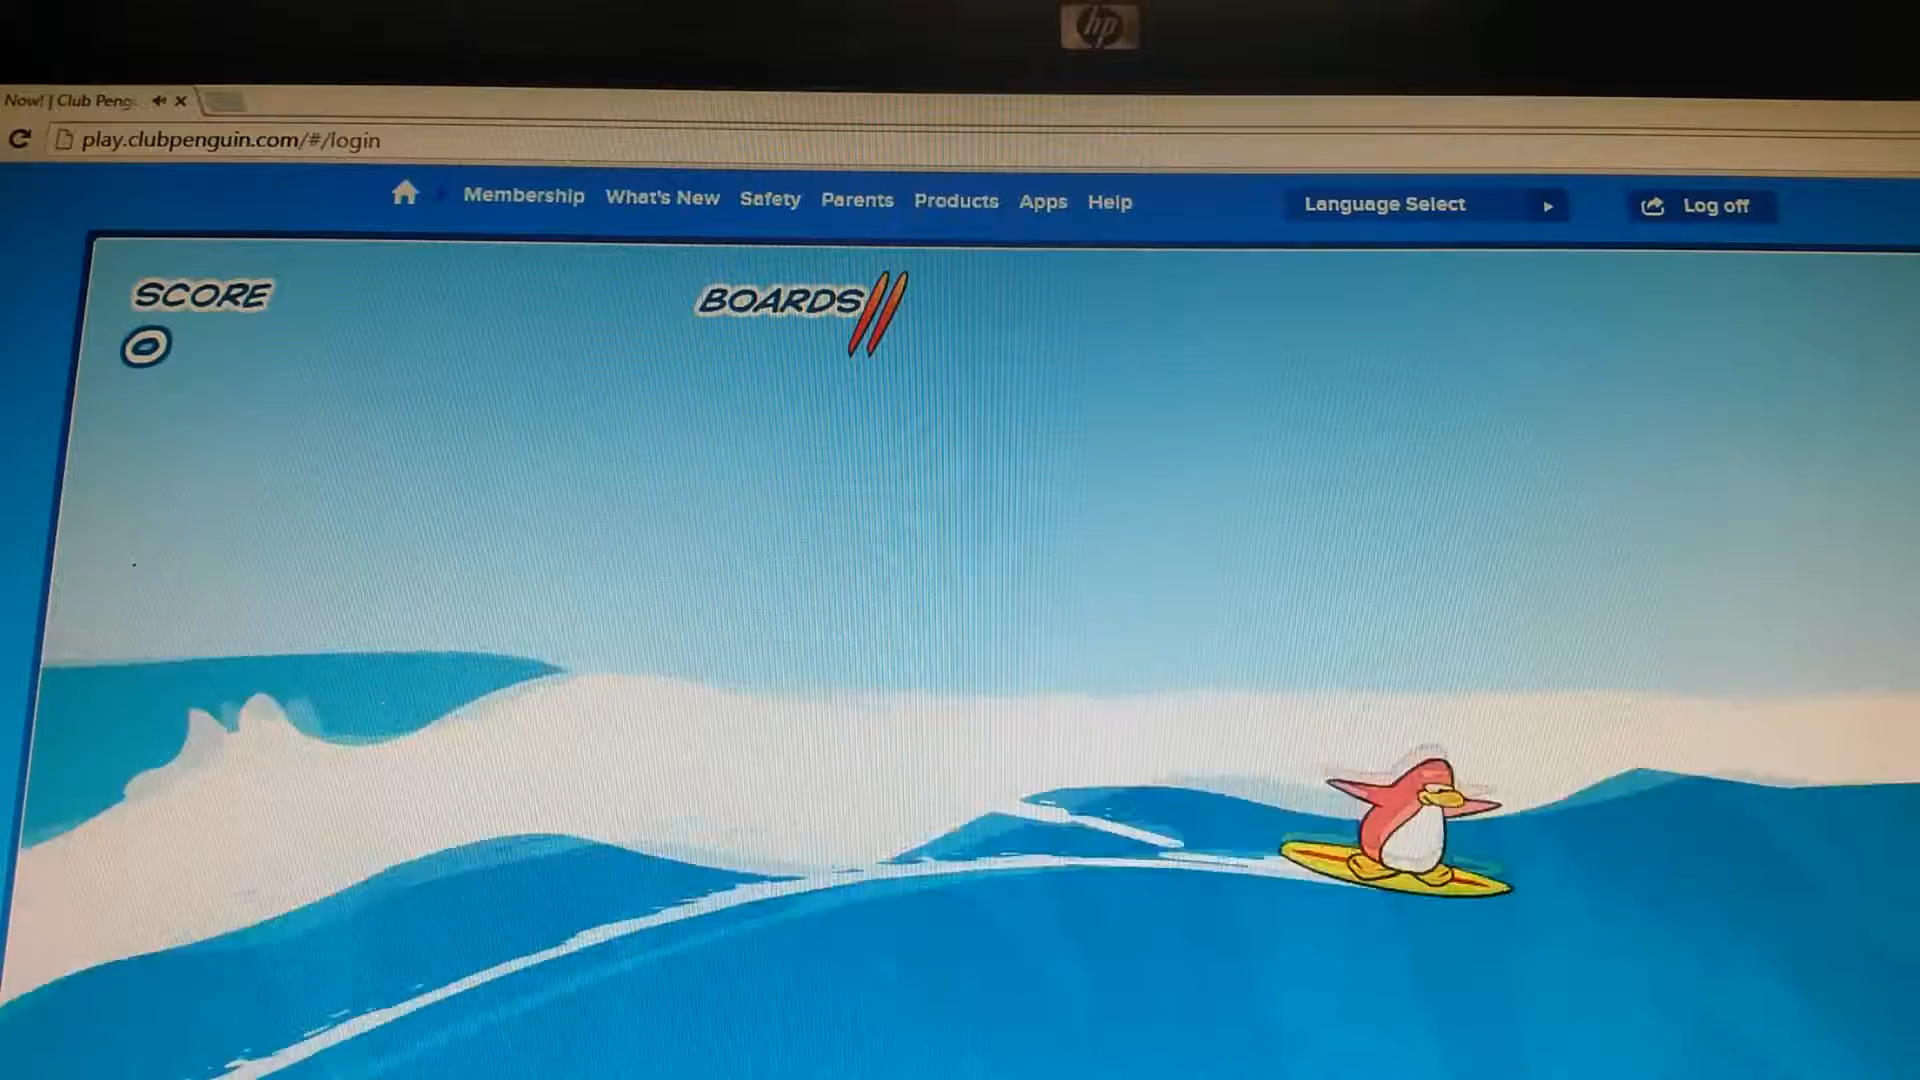 hp
Now! | Club Peng
play.clubpenguin.com/#/login
Membership What's New Safety Parents Products Apps Help Language Select Log off
SCORE
0
BOARDS